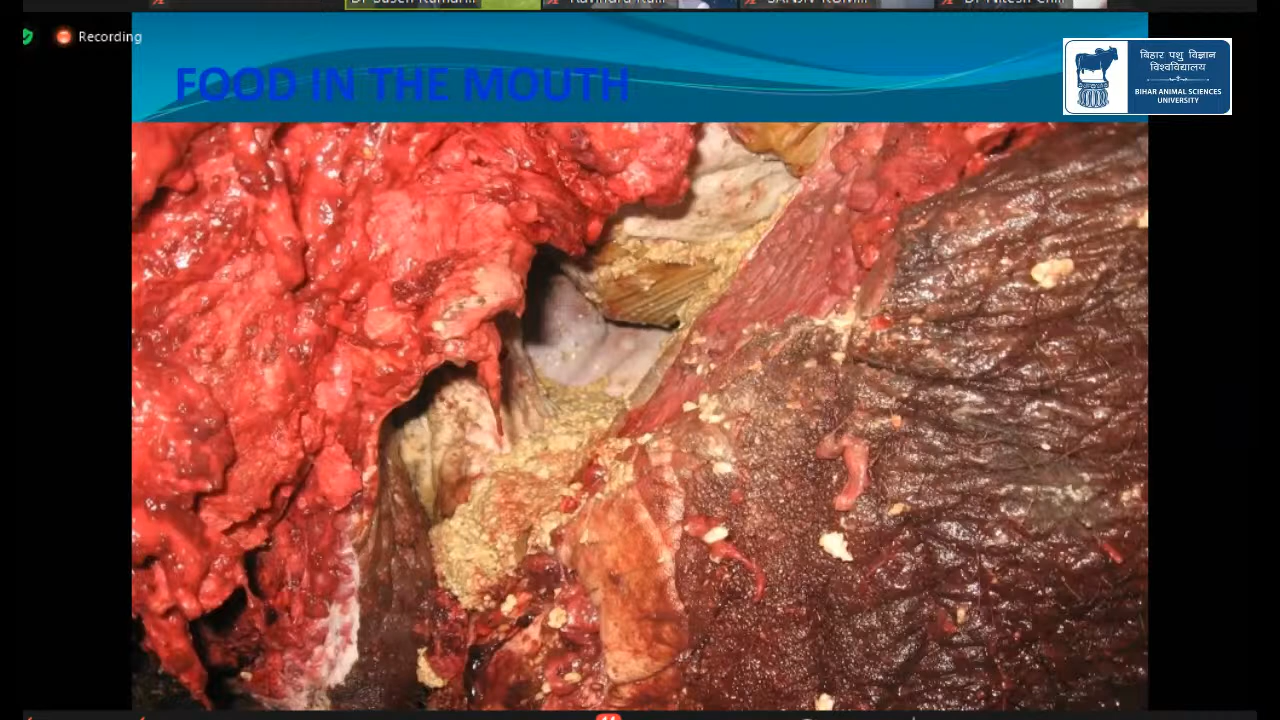 Recording
FOOD IN THE MOUTH
बिहार पशु विज्ञान
विश्वविद्यालय
BIHAR ANIMAL SCIENCES
UNIVERSITY